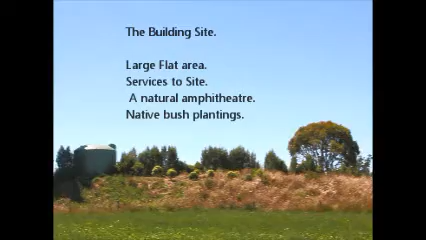 The Building Site.
Large Flat area.
Services to Site.
A natural amphitheatre.
Native bush plantings.